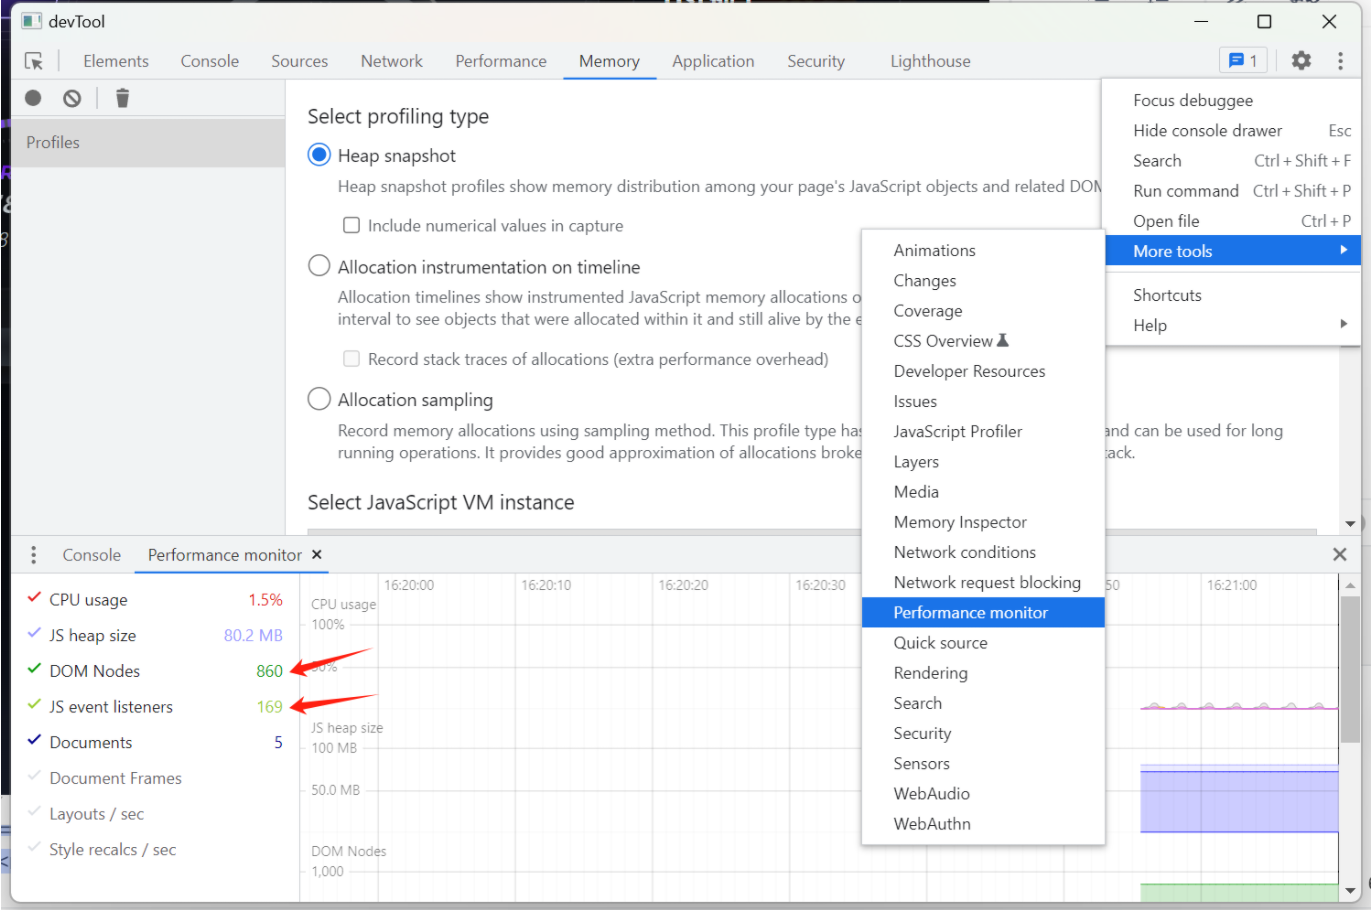 devTool
Elements
Console
Sources
Network
Performance
Memory
Application
Security
Lighthouse
1
Profiles
Select profiling type
Heap snapshot
Heap snapshot profiles show memory distribution among your page's JavaScript objects and related DOM
Include numerical values in capture
Allocation instrumentation on timeline
Allocation timelines show instrumented JavaScript memory allocations o
interval to see objects that were allocated within it and still alive by the e
Record stack traces of allocations (extra performance overhead)
Allocation sampling
Record memory allocations using sampling method. This profile type has and can be used for long
running operations. It provides good approximation of allocations broke tack.
Select JavaScript VM instance
Focus debuggee
Hide console drawer Esc
Search Ctrl + Shift + F
Run command Ctrl + Shift + P
Open file Ctrl + P
More tools
Shortcuts
Help
Animations
Changes
Coverage
CSS Overview
Developer Resources
Issues
JavaScript Profiler
Layers
Media
Memory Inspector
Network conditions
Network request blocking
Performance monitor
Quick source
Rendering
Search
Security
Sensors
WebAudio
WebAuthn
Console
Performance monitor
CPU usage 1.5%
JS heap size 80.2 MB
DOM Nodes 860
JS event listeners 169
Documents 5
Document Frames
Layouts / sec
Style recalcs / sec
16:20:00
16:20:10
16:20:20
16:20:30
50
16:21:00
CPU usage
100%
50%
JS heap size
100 MB
50.0 MB
DOM Nodes
1,000